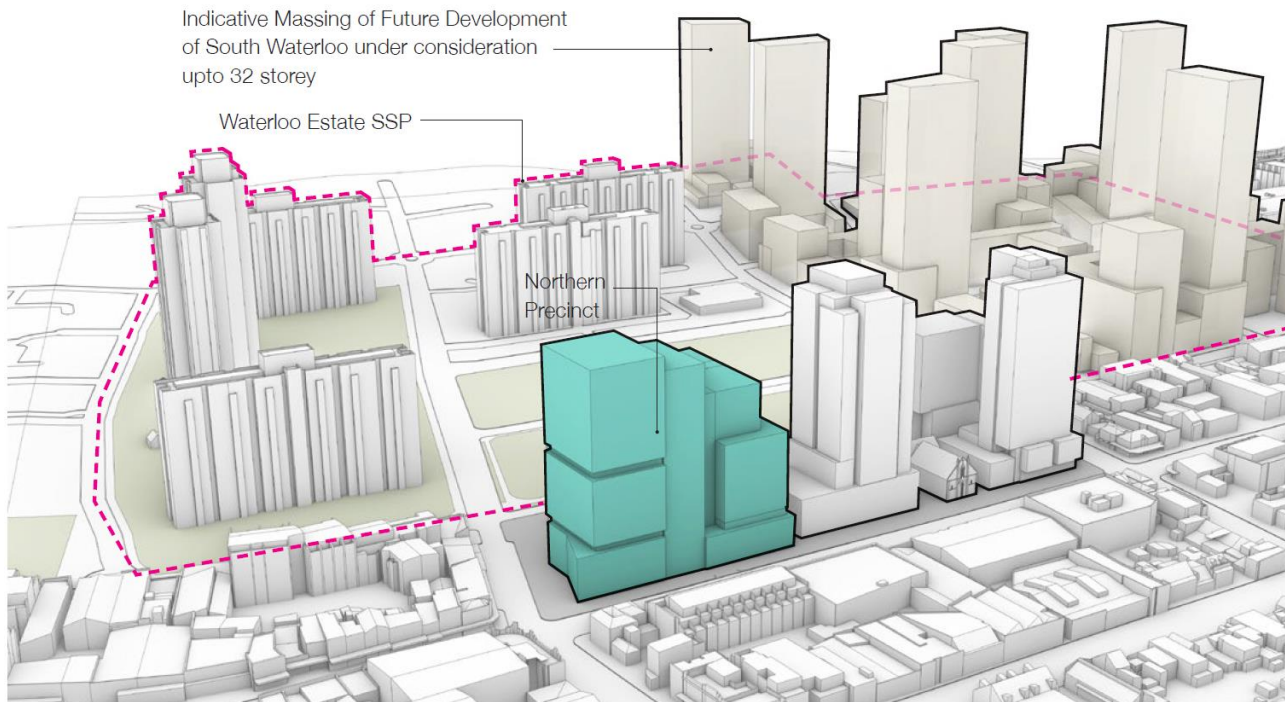 Indicative Massing of Future Development
of South Waterloo under consideration
upto 32 storey
Waterloo Estate SSP
Northern
Precinct